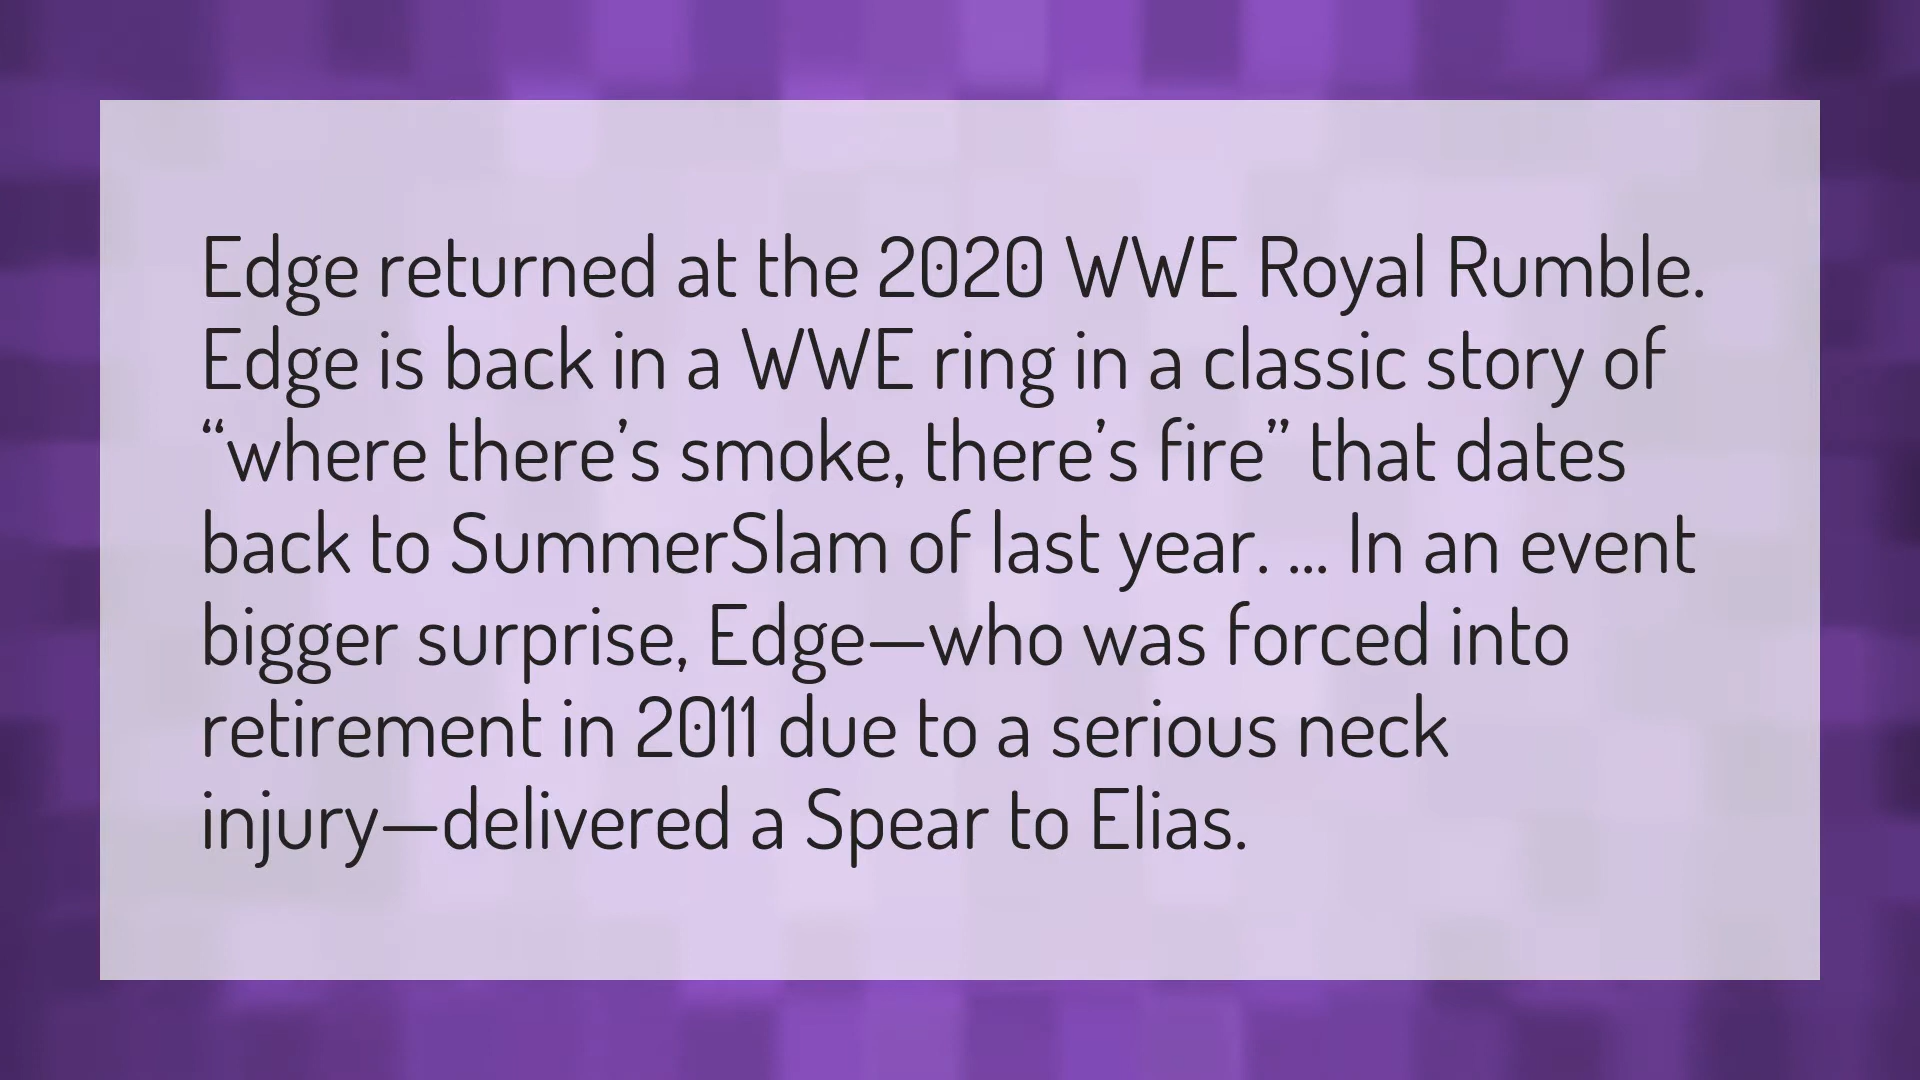 Edge returned at the 2020 WWE Royal Rumble.
Edge is back in a WWE ring in a classic story of
“where there’s smoke, there’s fire” that dates
back to SummerSlam of last year. ... In an event
bigger surprise, Edge—who was forced into
retirement in 2011 due to a serious neck
injury—delivered a Spear to Elias.